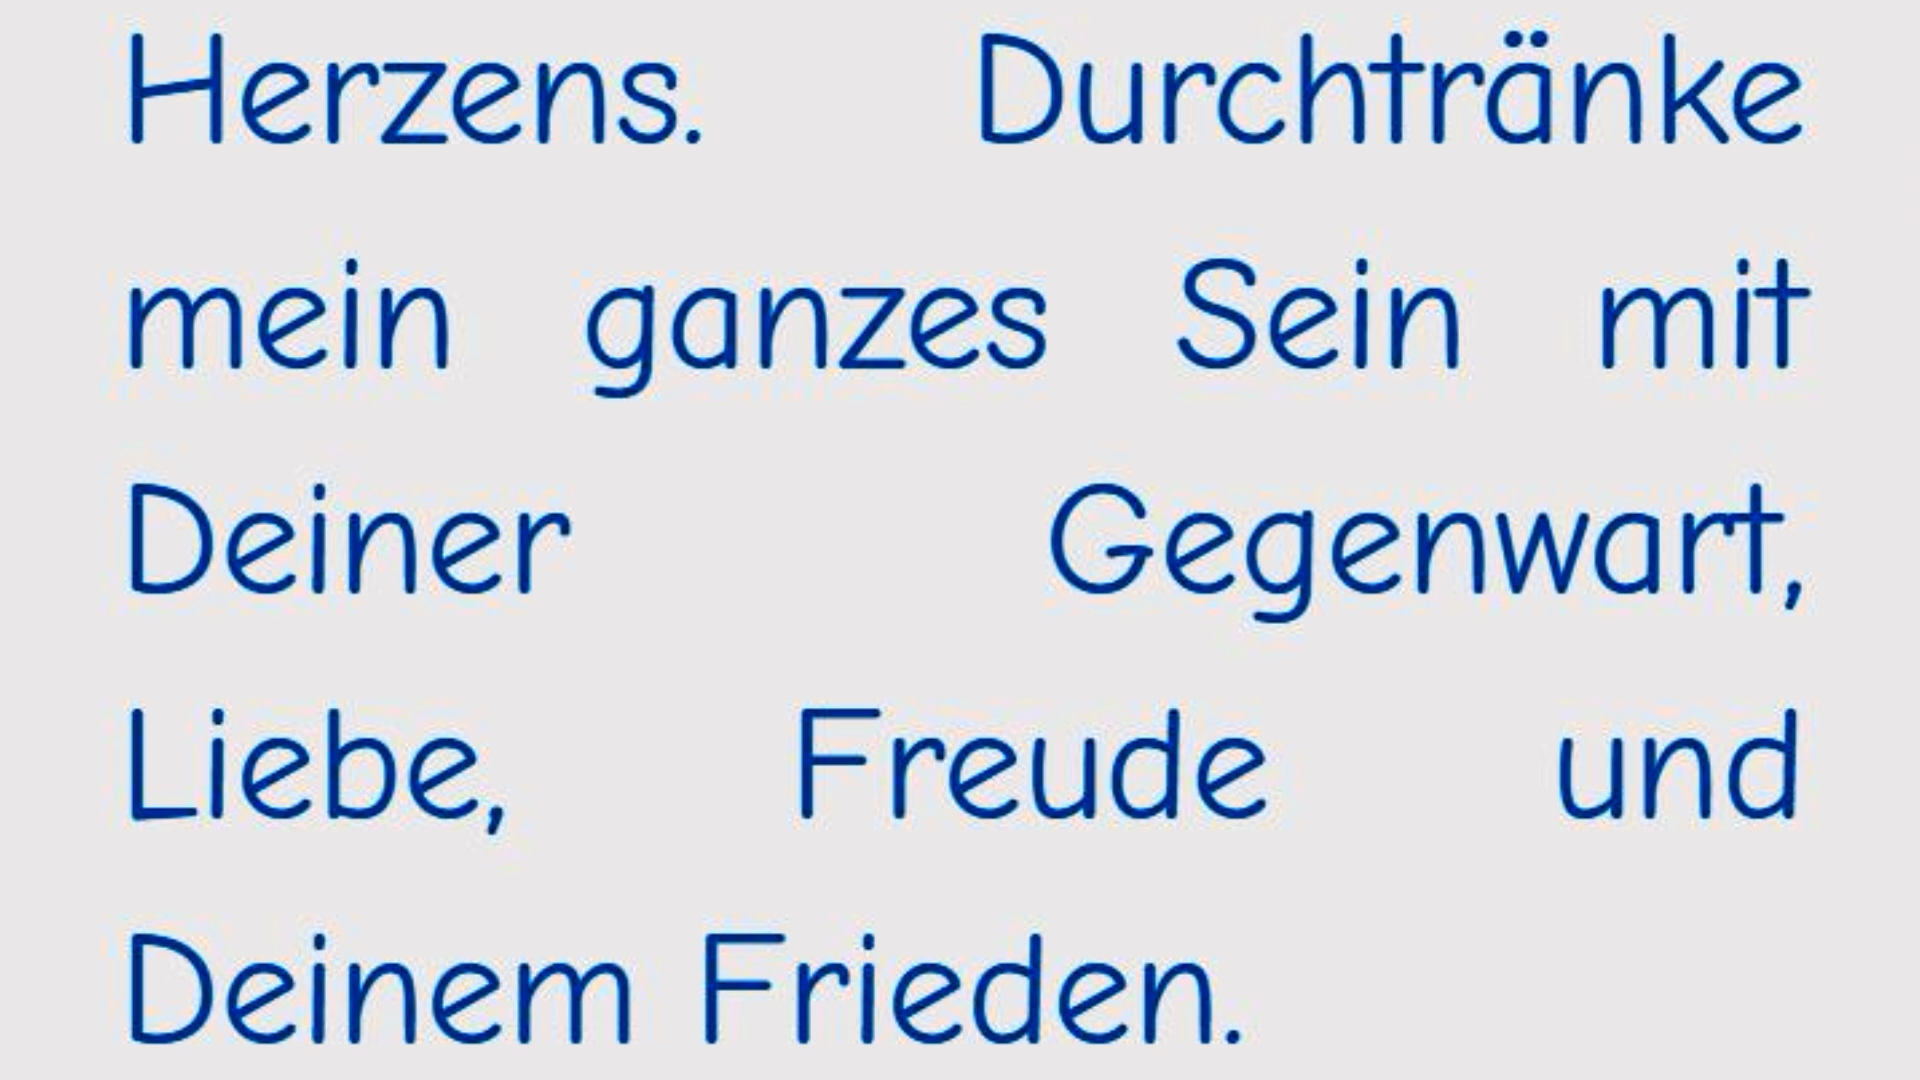 Herzens. Durchtränke
mein ganzes Sein mit
Deiner Gegenwart,
Liebe, Freude und
Deinem Frieden.